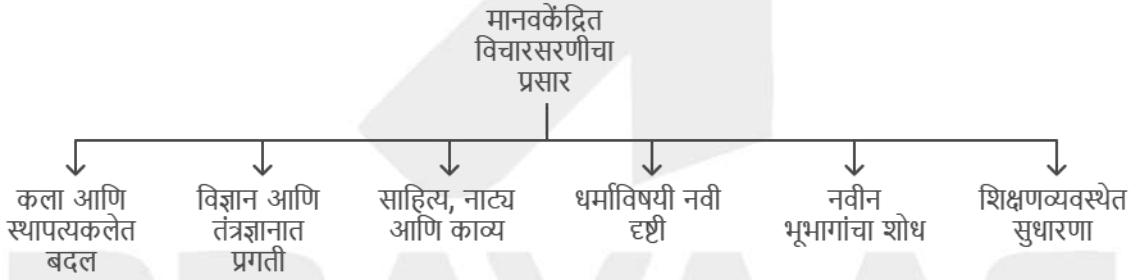 मानवकेंद्रित
विचारसरणीचा
प्रसार
कला आणि
स्थापत्यकलेत
बदल
विज्ञान आणि
तंत्रज्ञानात
प्रगती
साहित्य, नाट्य
आणि काव्य
धर्माविषयी नवी
दृष्टी
नवीन
भूभागांचा शोध
शिक्षणव्यवस्थेत
सुधारणा